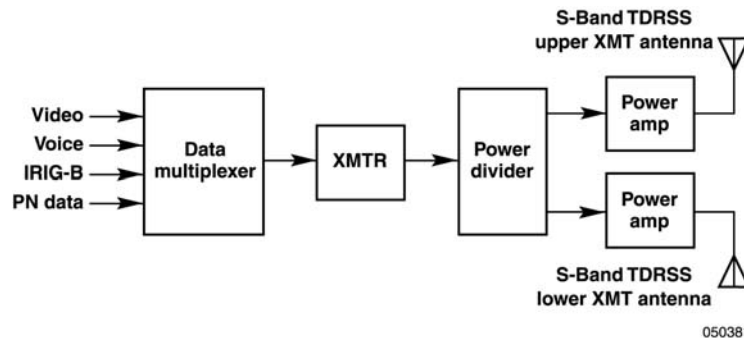 S-Band TDRSS
upper XMT antenna
Video
Voice
IRIG-B
PN data
Data
multiplexer
XMTR
Power
divider
Power
amp
Power
amp
S-Band TDRSS
lower XMT antenna
05038